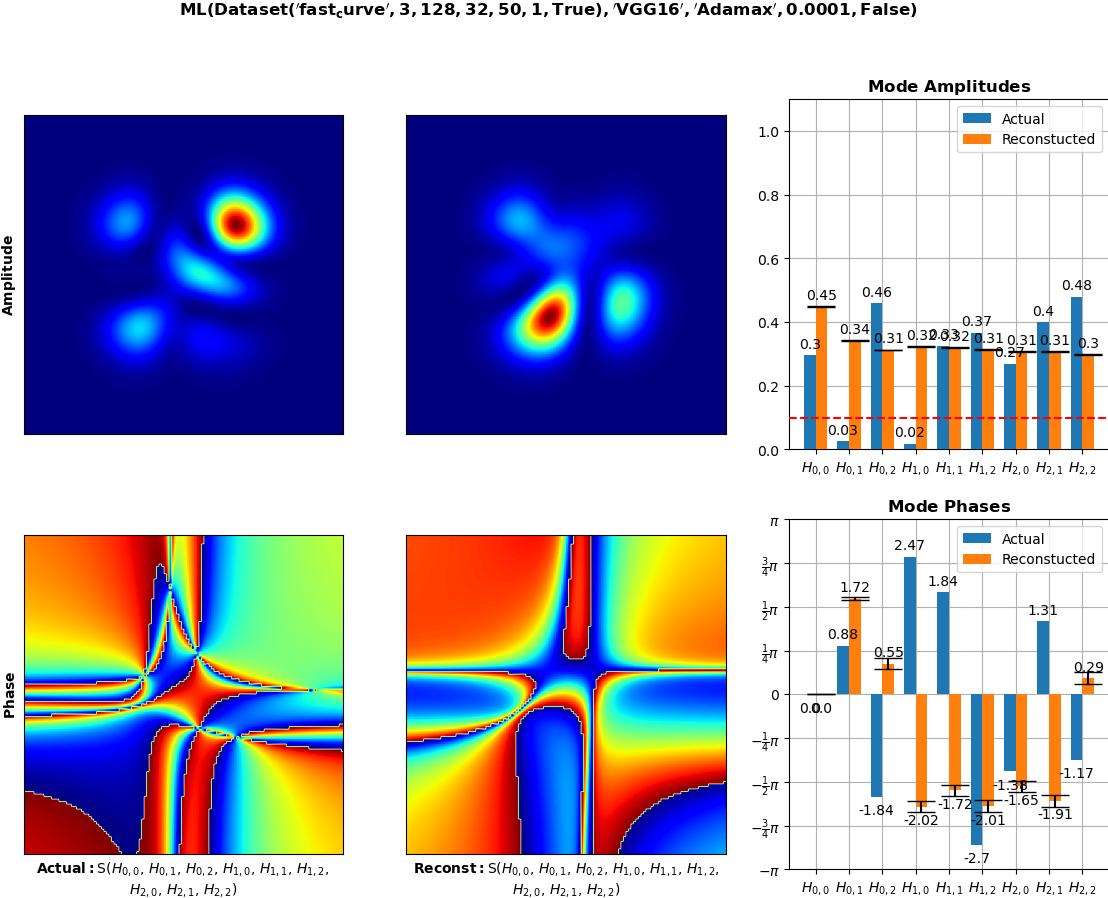 ML(Dataset('fast_curve', 3, 128, 32, 50, 1, True), 'VGG16', 'Adamax', 0.0001, False)
Amplitude
Mode Amplitudes
Actual
Reconstucted
1.0
0.8
0.6
0.4
0.2
0.0
0.3 0.45 0.03 0.34 0.46 0.31 0.02 0.32 0.33 0.32 0.37 0.31 0.27 0.31 0.4 0.31 0.48 0.3
H0,0 H0,1 H0,2 H1,0 H1,1 H1,2 H2,0 H2,1 H2,2
Phase
Mode Phases
Actual
Reconstucted
π
3/4π
1/2π
1/4π
0
−1/4π
−1/2π
−3/4π
−π
0.0 0.0 0.88 1.72 -1.84 0.55 2.47 -2.02 1.84 -1.72 -2.7 -2.01 -1.38 -1.65 1.31 -1.91 -1.17 0.29
H0,0 H0,1 H0,2 H1,0 H1,1 H1,2 H2,0 H2,1 H2,2
Actual: S(H0,0, H0,1, H0,2, H1,0, H1,1, H1,2,
H2,0, H2,1, H2,2)
Reconst: S(H0,0, H0,1, H0,2, H1,0, H1,1, H1,2,
H2,0, H2,1, H2,2)